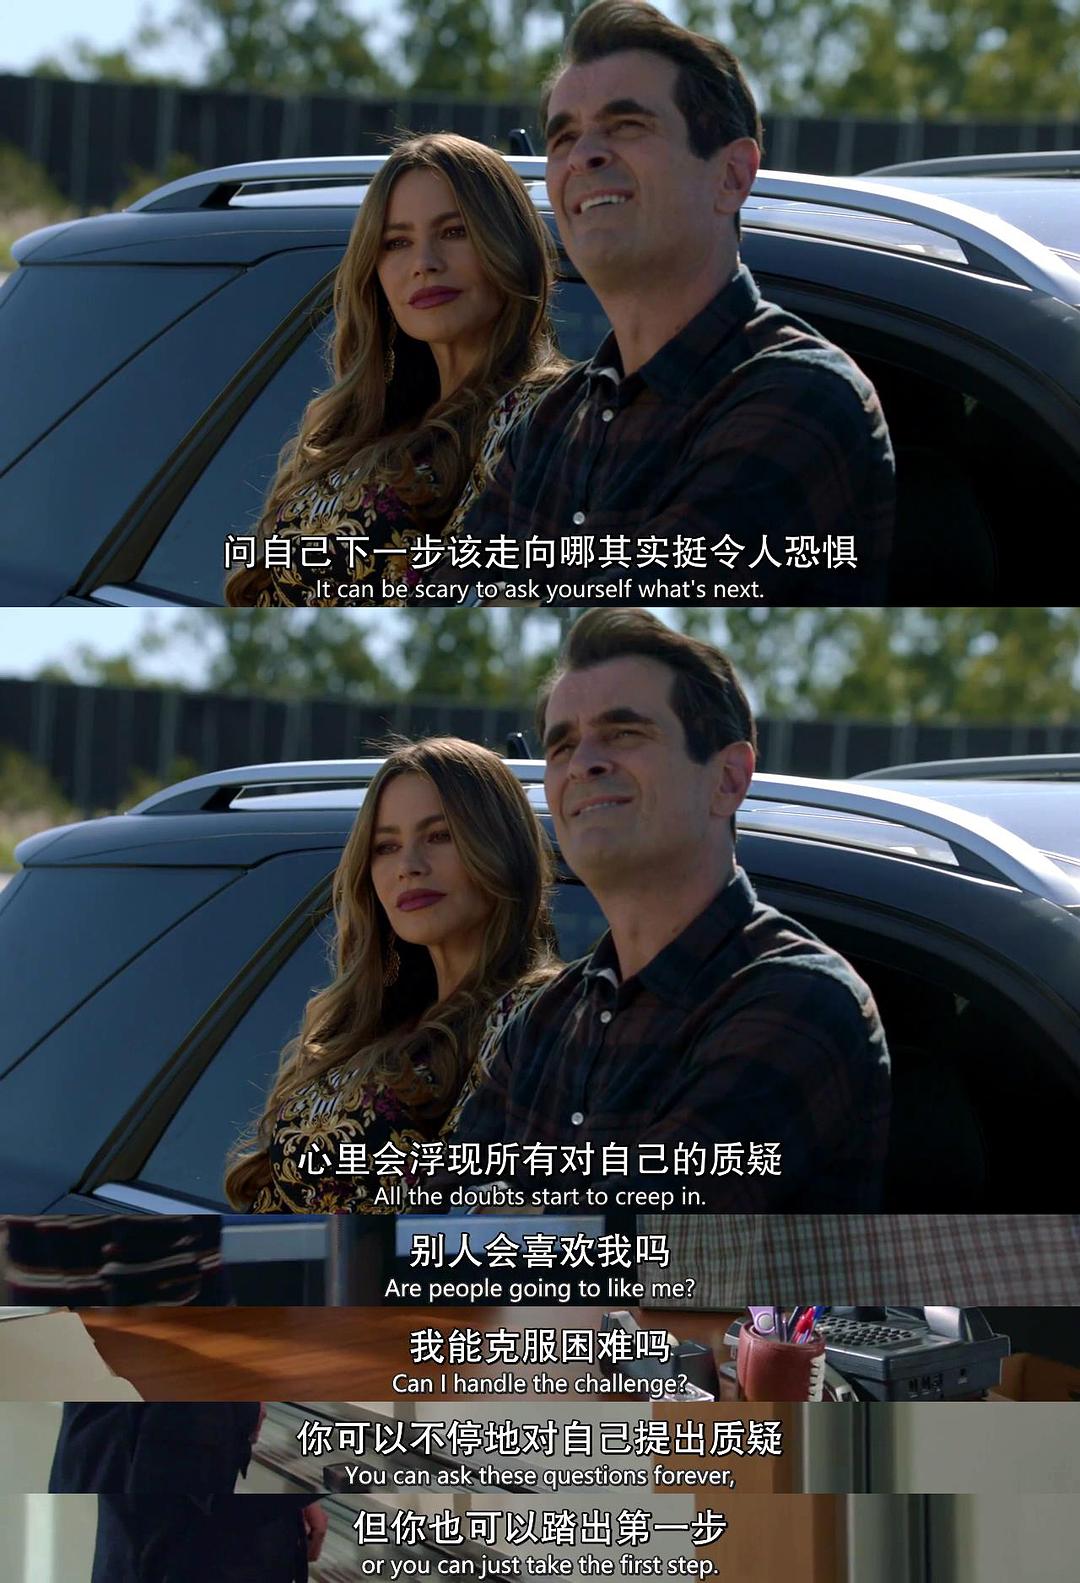 问自己下一步该走向哪其实挺令人恐惧
It can be scary to ask yourself what's next.
心里会浮现所有对自己的质疑
All the doubts start to creep in.
别人会喜欢我吗
Are people going to like me?
我能克服困难吗
Can I handle the challenge?
你可以不停地对自己提出质疑
You can ask these questions forever,
但你也可以踏出第一步
or you can just take the first step.